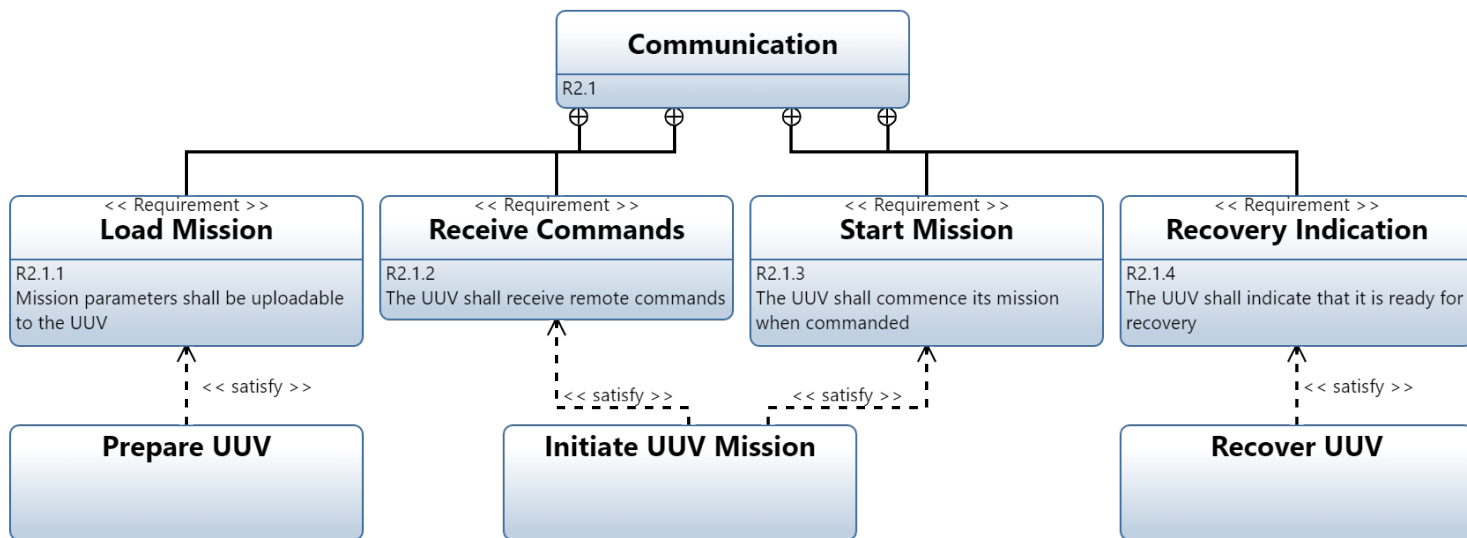 Communication
R2.1
<< Requirement >>
Load Mission
R2.1.1
Mission parameters shall be uploadable
to the UUV
<< Requirement >>
Receive Commands
R2.1.2
The UUV shall receive remote commands
<< Requirement >>
Start Mission
R2.1.3
The UUV shall commence its mission
when commanded
<< Requirement >>
Recovery Indication
R2.1.4
The UUV shall indicate that it is ready for
recovery
<< satisfy >>
<< satisfy >>
<< satisfy >>
<< satisfy >>
Prepare UUV
Initiate UUV Mission
Recover UUV